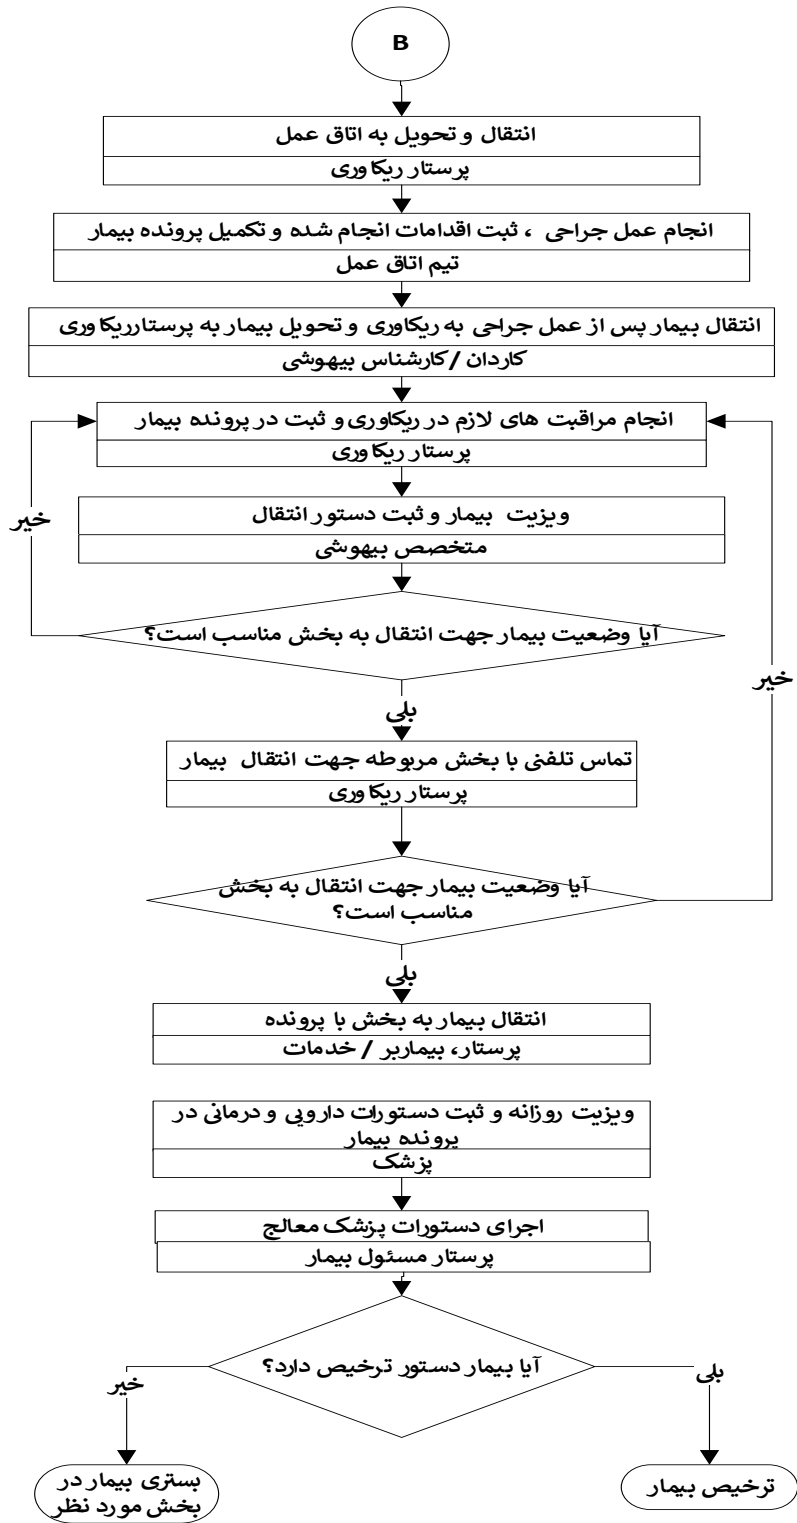 B
انتقال و تحویل به اتاق عمل
پرستار ریکاوری
انجام عمل جراحی ، ثبت اقدامات انجام شده و تکمیل پرونده بیمار
تیم اتاق عمل
انتقال بیمار پس از عمل جراحی به ریکاوری و تحویل بیمار به پرستارریکاوری
کاردان /کارشناس بیهوشی
انجام مراقبت های لازم در ریکاوری و ثبت در پرونده بیمار
پرستار ریکاوری
ویزیت بیمار و ثبت دستور انتقال
متخصص بیهوشی
خیر
آیا وضعیت بیمار جهت انتقال به بخش مناسب است؟
خیر
بلی
تماس تلفنی با بخش مربوطه جهت انتقال بیمار
پرستار ریکاوری
آیا وضعیت بیمار جهت انتقال به بخش
مناسب است؟
بلی
انتقال بیمار به بخش با پرونده
پرستار، بیماربر / خدمات
ویزیت روزانه و ثبت دستورات دارویی و درمانی در
پرونده بیمار
پزشک
اجرای دستورات پزشک معالج
پرستار مسئول بیمار
آیا بیمار دستور ترخیص دارد؟
بلی
خیر
ترخیص بیمار
بستری بیمار در
بخش مورد نظر